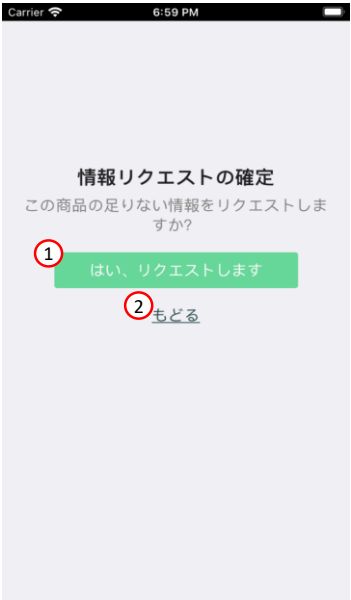 Carrier 6:59 PM
情報リクエストの確定
この商品の足りない情報をリクエストしま
すか?
1
はい、リクエストします
2
もどる